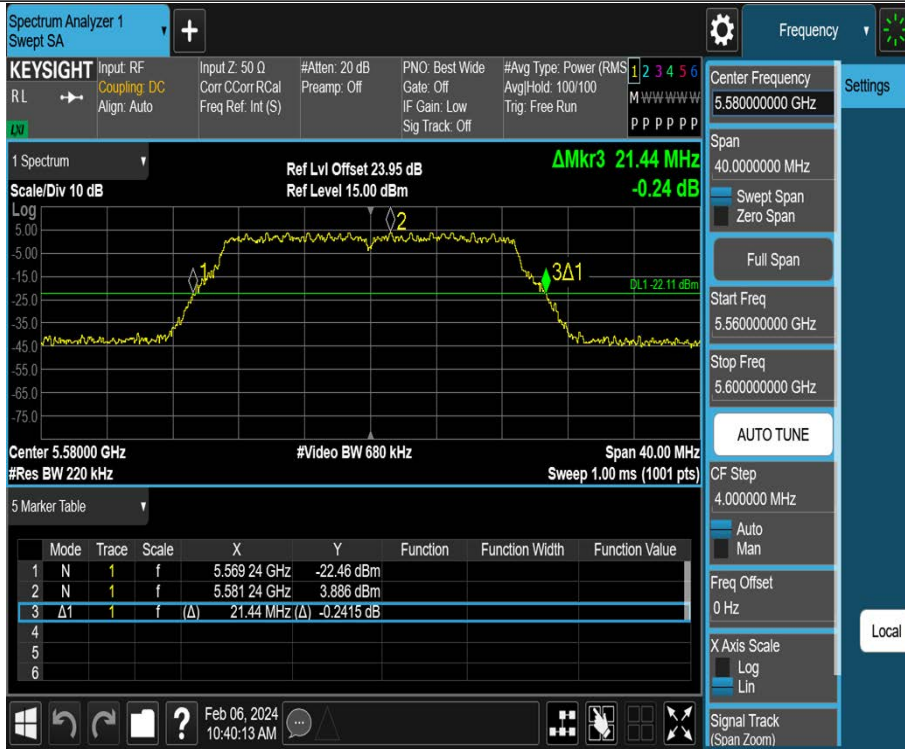 Spectrum Analyzer 1
Swept SA
+
Frequency
KEYSIGHT
RL
LXI
Input: RF
Coupling: DC
Align: Auto
Input Z: 50 Ω
Corr CCorr RCal
Freq Ref: Int (S)
#Atten: 20 dB
Preamp: Off
PNO: Best Wide
Gate: Off
IF Gain: Low
Sig Track: Off
#Avg Type: Power (RMS
Avg|Hold: 100/100
Trig: Free Run
1 2 3 4 5 6
M W W W W W
P P P P P P
Center Frequency
5.580000000 GHz
Settings
Span
40.0000000 MHz
Swept Span
Zero Span
Full Span
Start Freq
5.560000000 GHz
Stop Freq
5.600000000 GHz
AUTO TUNE
CF Step
4.000000 MHz
Auto
Man
Freq Offset
0 Hz
Local
X Axis Scale
Log
Lin
Signal Track
(Span Zoom)
1 Spectrum
Scale/Div 10 dB
Ref Lvl Offset 23.95 dB
Ref Level 15.00 dBm
ΔMkr3 21.44 MHz
-0.24 dB
Log
5.00
-5.00
-15.0
-25.0
-35.0
-45.0
-55.0
-65.0
-75.0
1
2
3Δ1
DL1 -22.11 dBm
Center 5.58000 GHz
#Video BW 680 kHz
Span 40.00 MHz
#Res BW 220 kHz
Sweep 1.00 ms (1001 pts)
5 Marker Table
Mode Trace Scale X Y Function Function Width Function Value
1 N 1 f 5.569 24 GHz -22.46 dBm
2 N 1 f 5.581 24 GHz 3.886 dBm
3 Δ1 1 f (Δ) 21.44 MHz (Δ) -0.2415 dB
4
5
6
?
Feb 06, 2024
10:40:13 AM